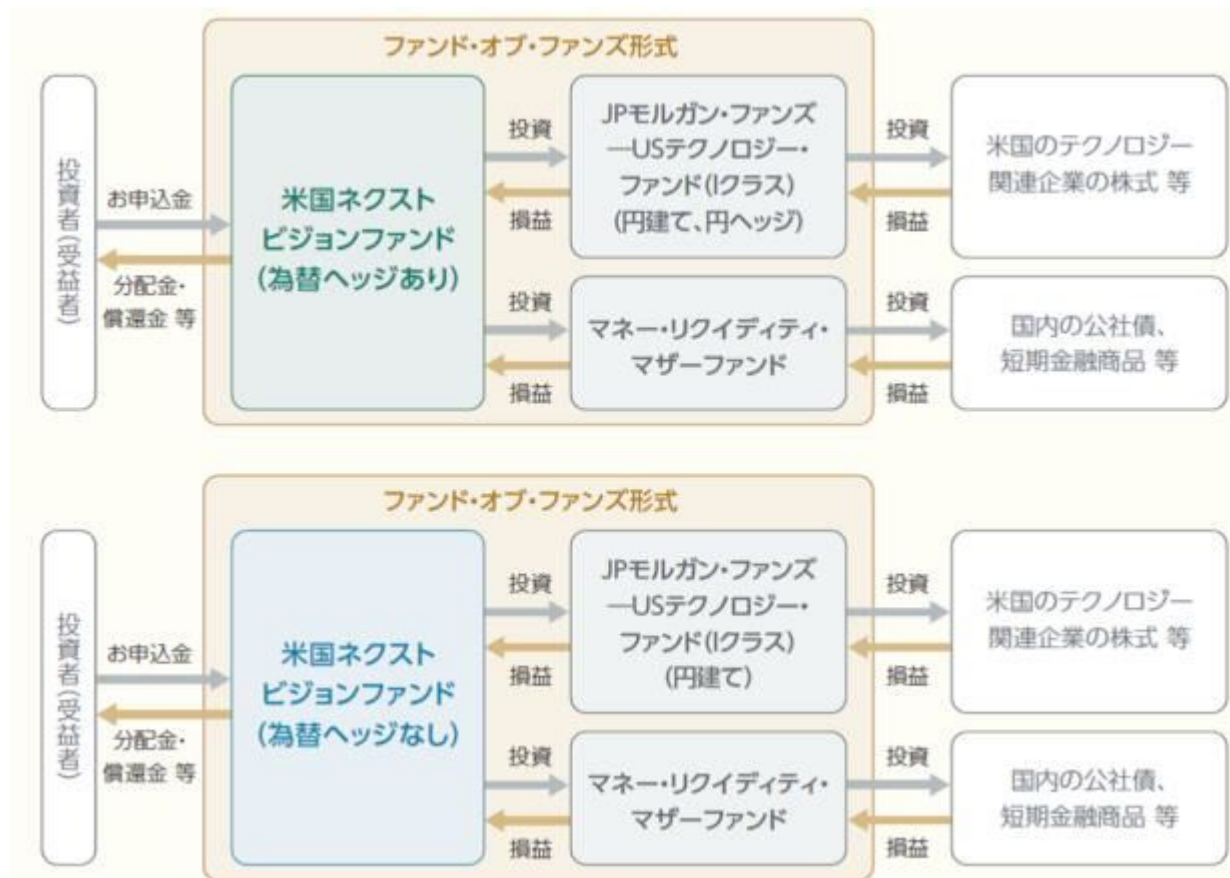 ファンド・オブ・ファンズ形式
投資者(受益者)
お申込金
分配金・
償還金 等
米国ネクスト
ビジョンファンド
(為替ヘッジあり)
投資
損益
JPモルガン・ファンズ
―USテクノロジー・
ファンド(Iクラス)
(円建て、円ヘッジ)
投資
損益
米国のテクノロジー
関連企業の株式 等
投資
損益
マネー・リクイディティ・
マザーファンド
投資
損益
国内の公社債、
短期金融商品 等
ファンド・オブ・ファンズ形式
投資者(受益者)
お申込金
分配金・
償還金 等
米国ネクスト
ビジョンファンド
(為替ヘッジなし)
投資
損益
JPモルガン・ファンズ
―USテクノロジー・
ファンド(Iクラス)
(円建て)
投資
損益
米国のテクノロジー
関連企業の株式 等
投資
損益
マネー・リクイディティ・
マザーファンド
投資
損益
国内の公社債、
短期金融商品 等